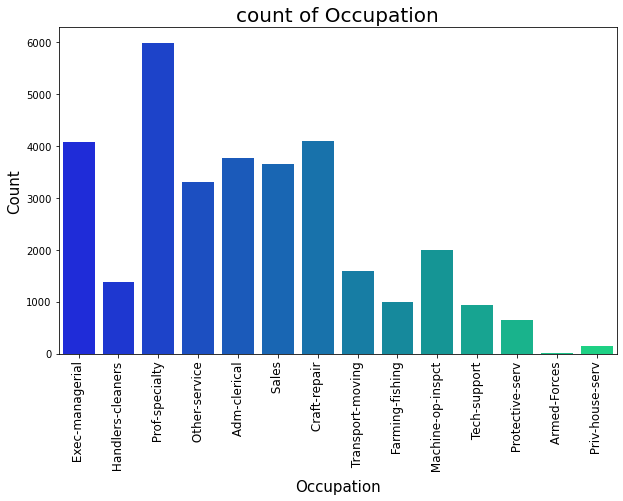 count of Occupation
Count
6000
5000
4000
3000
2000
1000
0
Exec-managerial
Handlers-cleaners
Prof-specialty
Other-service
Adm-clerical
Sales
Craft-repair
Transport-moving
Farming-fishing
Machine-op-inspct
Tech-support
Protective-serv
Armed-Forces
Priv-house-serv
Occupation